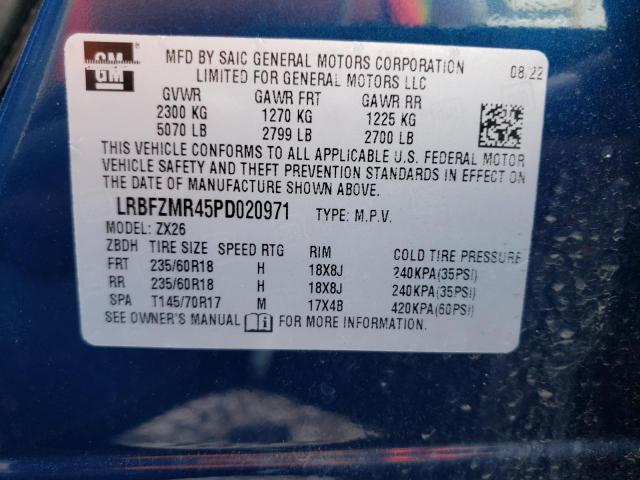 GM
MFD BY SAIC GENERAL MOTORS CORPORATION
LIMITED FOR GENERAL MOTORS LLC
08/22
GVWR GAWR FRT GAWR RR
2300 KG 1270 KG 1225 KG
5070 LB 2799 LB 2700 LB
THIS VEHICLE CONFORMS TO ALL APPLICABLE U.S. FEDERAL MOTOR
VEHICLE SAFETY AND THEFT PREVENTION STANDARDS IN EFFECT ON
THE DATE OF MANUFACTURE SHOWN ABOVE.
LRBFZMR45PD020971 TYPE: M.P.V.
MODEL: ZX26
ZBDH TIRE SIZE SPEED RTG RIM COLD TIRE PRESSURE
FRT 235/60R18 H 18X8J 240KPA(35PSI)
RR 235/60R18 H 18X8J 240KPA(35PSI)
SPA T145/70R17 M 17X4B 420KPA(60PSI)
SEE OWNER'S MANUAL FOR MORE INFORMATION.